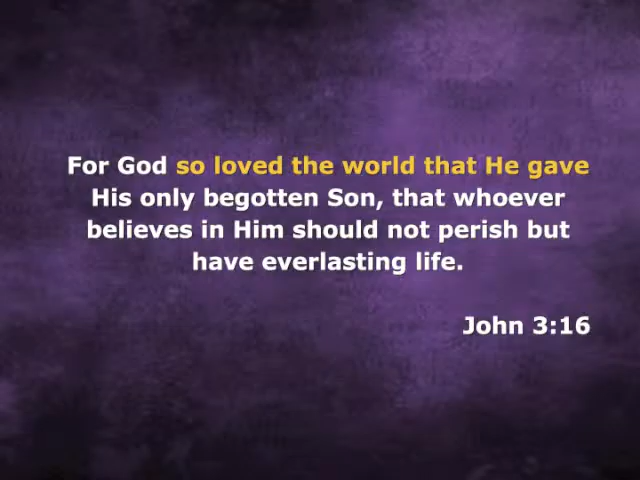 For God so loved the world that He gave
His only begotten Son, that whoever
believes in Him should not perish but
have everlasting life.
John 3:16